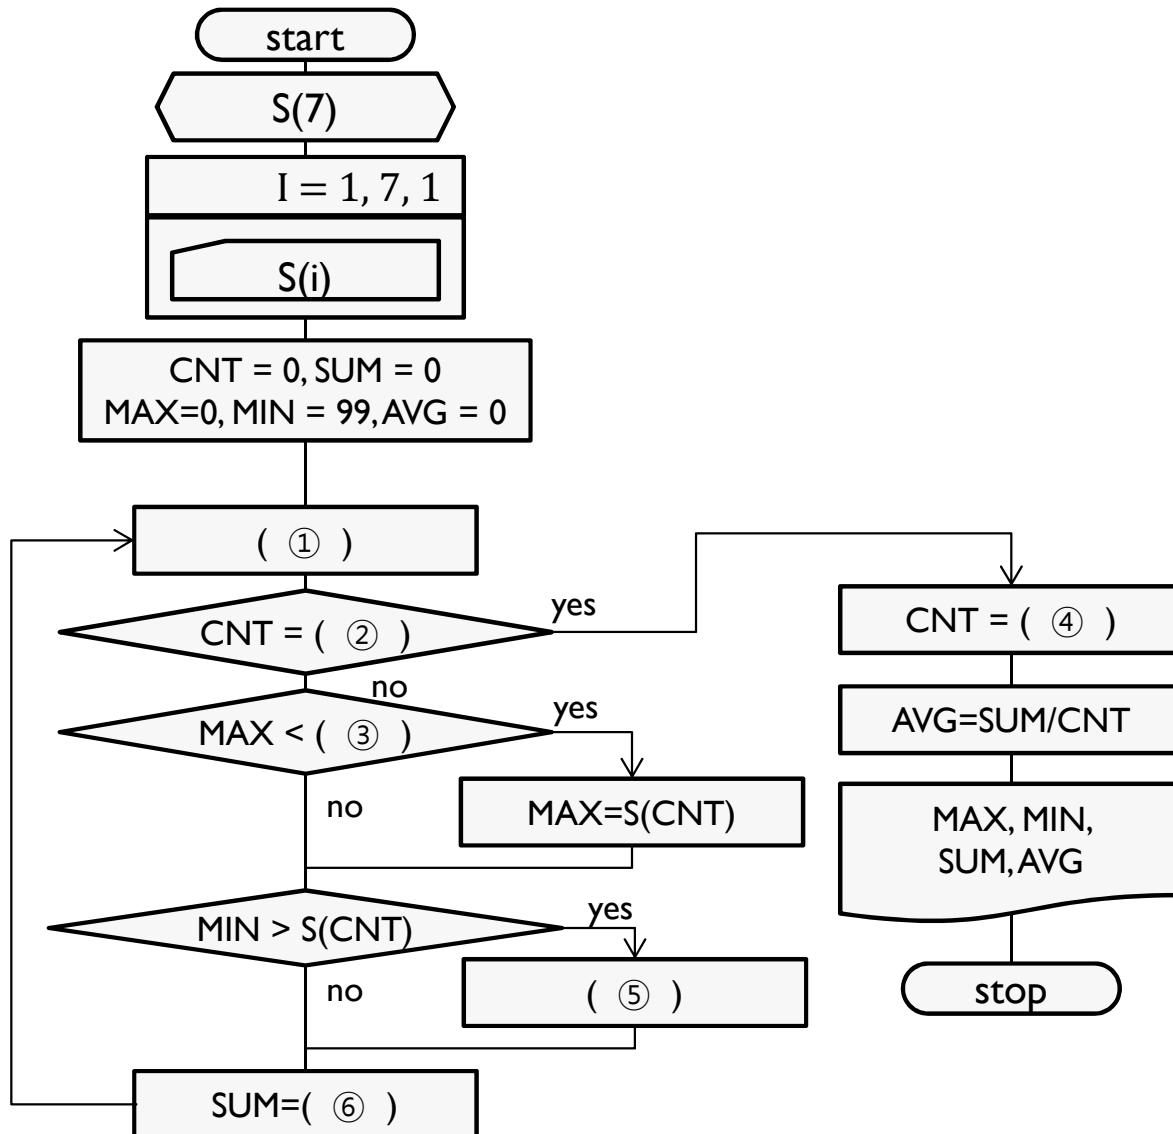 start
S(7)
I = 1, 7, 1
S(i)
CNT = 0, SUM = 0
MAX=0, MIN = 99, AVG = 0
( ① )
CNT = ( ② )
yes
no
MAX < ( ③ )
yes
no
MAX=S(CNT)
MIN > S(CNT)
yes
no
( ⑤ )
SUM=( ⑥ )
CNT = ( ④ )
AVG=SUM/CNT
MAX, MIN,
SUM, AVG
stop